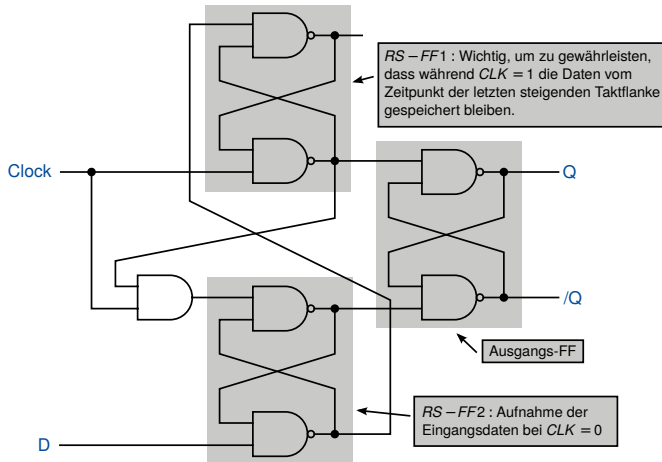 RS – FF1 : Wichtig, um zu gewährleisten,
dass während CLK = 1 die Daten vom
Zeitpunkt der letzten steigenden Taktflanke
gespeichert bleiben.
Clock
Q
/Q
Ausgangs-FF
RS – FF2 : Aufnahme der
Eingangsdaten bei CLK = 0
D